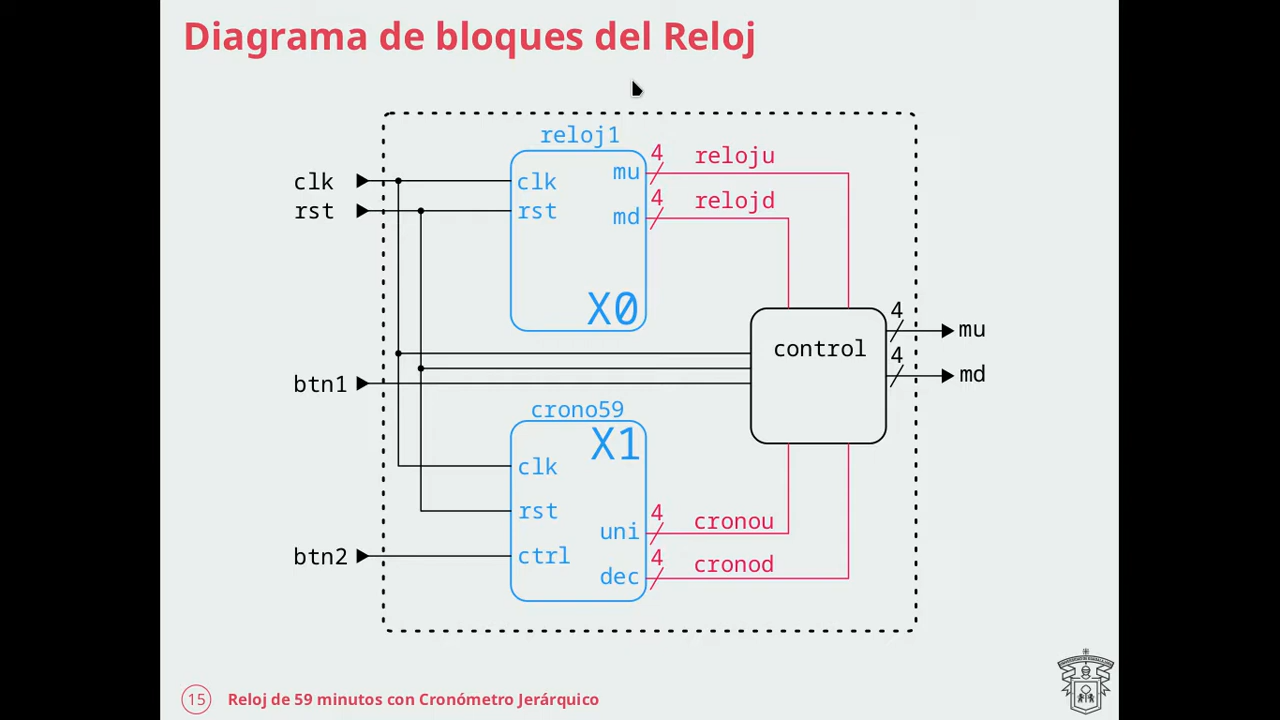 Diagrama de bloques del Reloj
reloj1
clk
rst
clk
rst
mu
md
X0
4
reloju
4
relojd
control
4
mu
4
md
btn1
crono59
X1
clk
rst
ctrl
uni
dec
4
cronou
4
cronod
btn2
15
Reloj de 59 minutos con Cronómetro Jerárquico